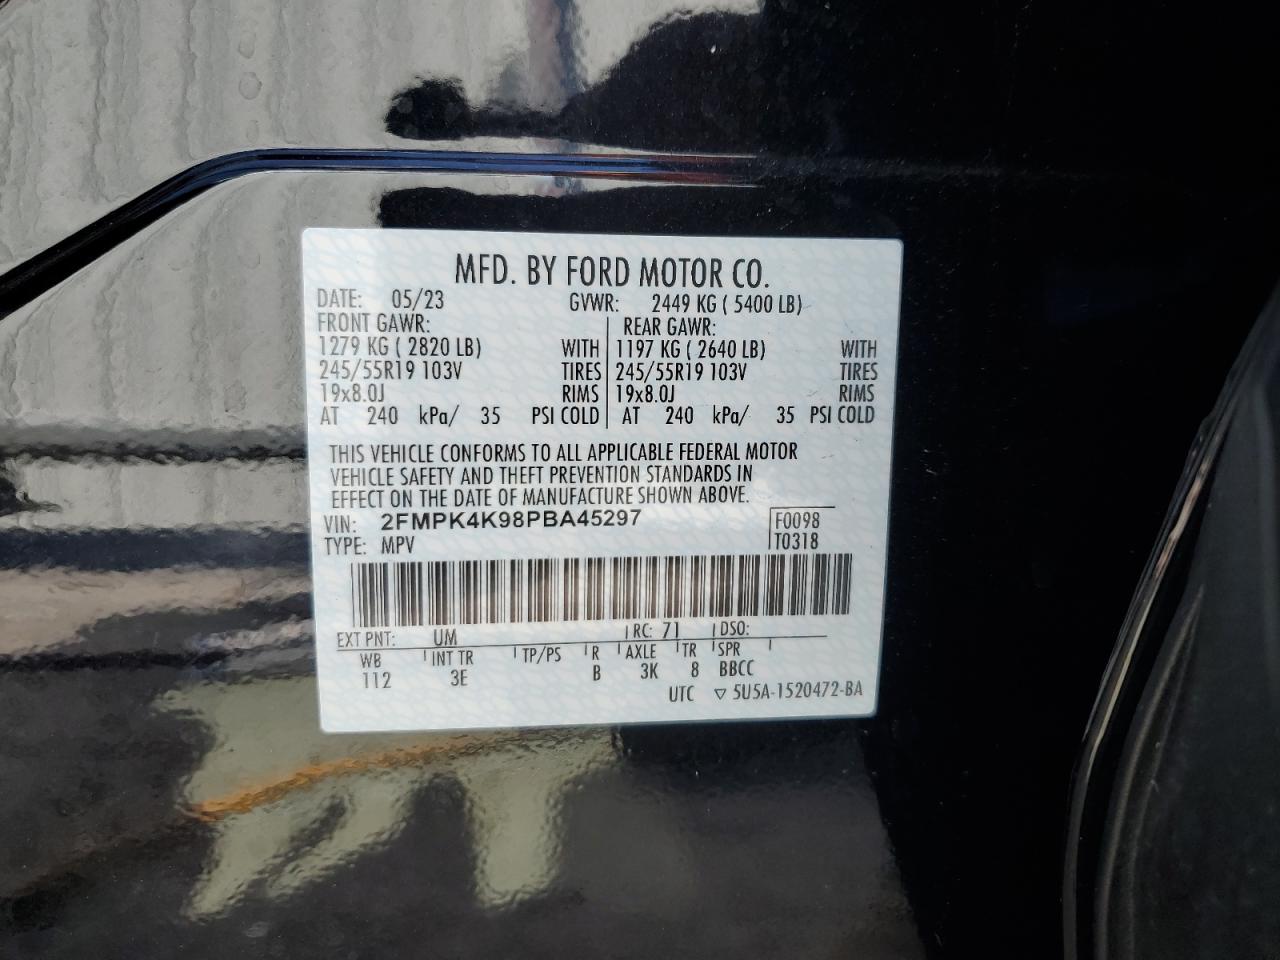 MFD. BY FORD MOTOR CO.
DATE: 05/23 GVWR: 2449 KG ( 5400 LB)
FRONT GAWR: REAR GAWR:
1279 KG ( 2820 LB) WITH 1197 KG ( 2640 LB) WITH
245/55R19 103V TIRES 245/55R19 103V TIRES
19x8.0J RIMS 19x8.0J RIMS
AT 240 kPa/ 35 PSI COLD AT 240 kPa/ 35 PSI COLD
THIS VEHICLE CONFORMS TO ALL APPLICABLE FEDERAL MOTOR
VEHICLE SAFETY AND THEFT PREVENTION STANDARDS IN
EFFECT ON THE DATE OF MANUFACTURE SHOWN ABOVE.
VIN: 2FMPK4K98PBA45297 F0098
TYPE: MPV T0318
EXT PNT: UM RC: 71 DSO:
WB INT TR TP/PS R AXLE TR SPR
112 3E B 3K 8 BBCC
UTC ▽ 5U5A-1520472-BA